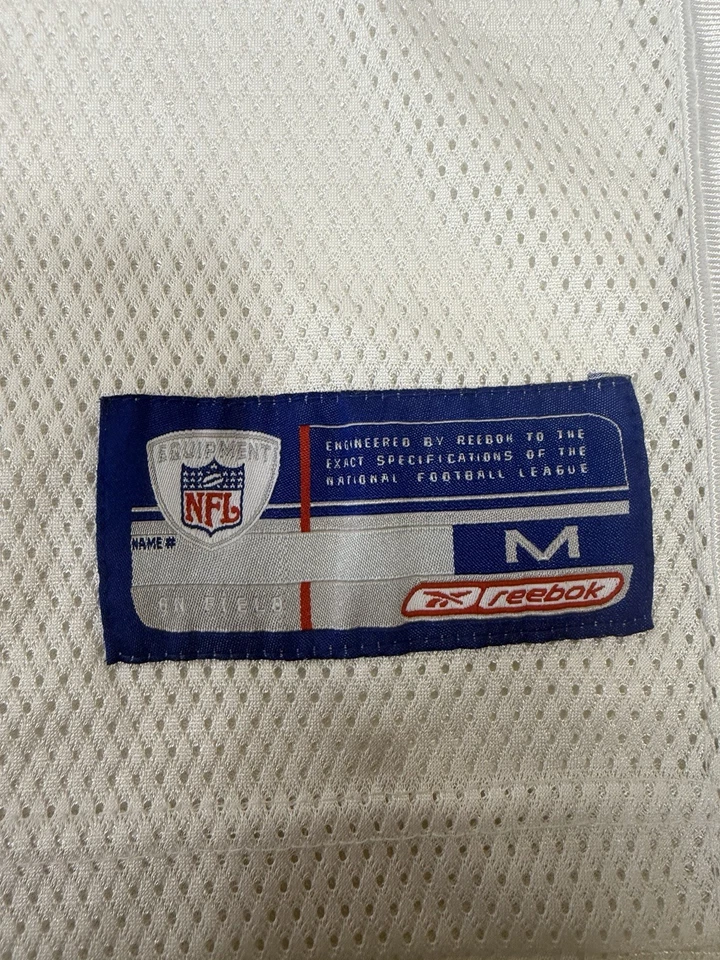 EQUIPMENT
NFL
ENGINEERED BY REEBOK TO THE
EXACT SPECIFICATIONS OF THE
NATIONAL FOOTBALL LEAGUE
NAME #
M
ON FIELD
reebok